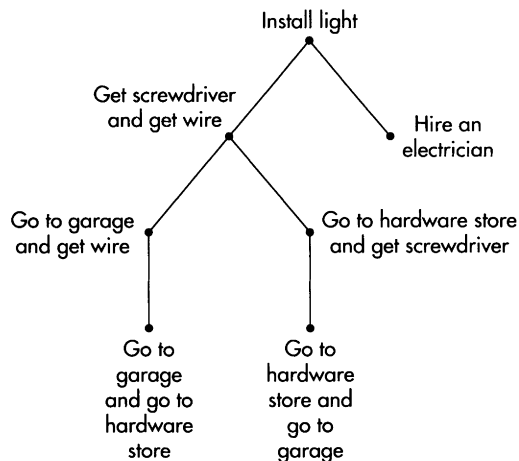 Install light
Get screwdriver
and get wire
Hire an
electrician
Go to garage
and get wire
Go to hardware store
and get screwdriver
Go to
garage
and go to
hardware
store
Go to
hardware
store and
go to
garage